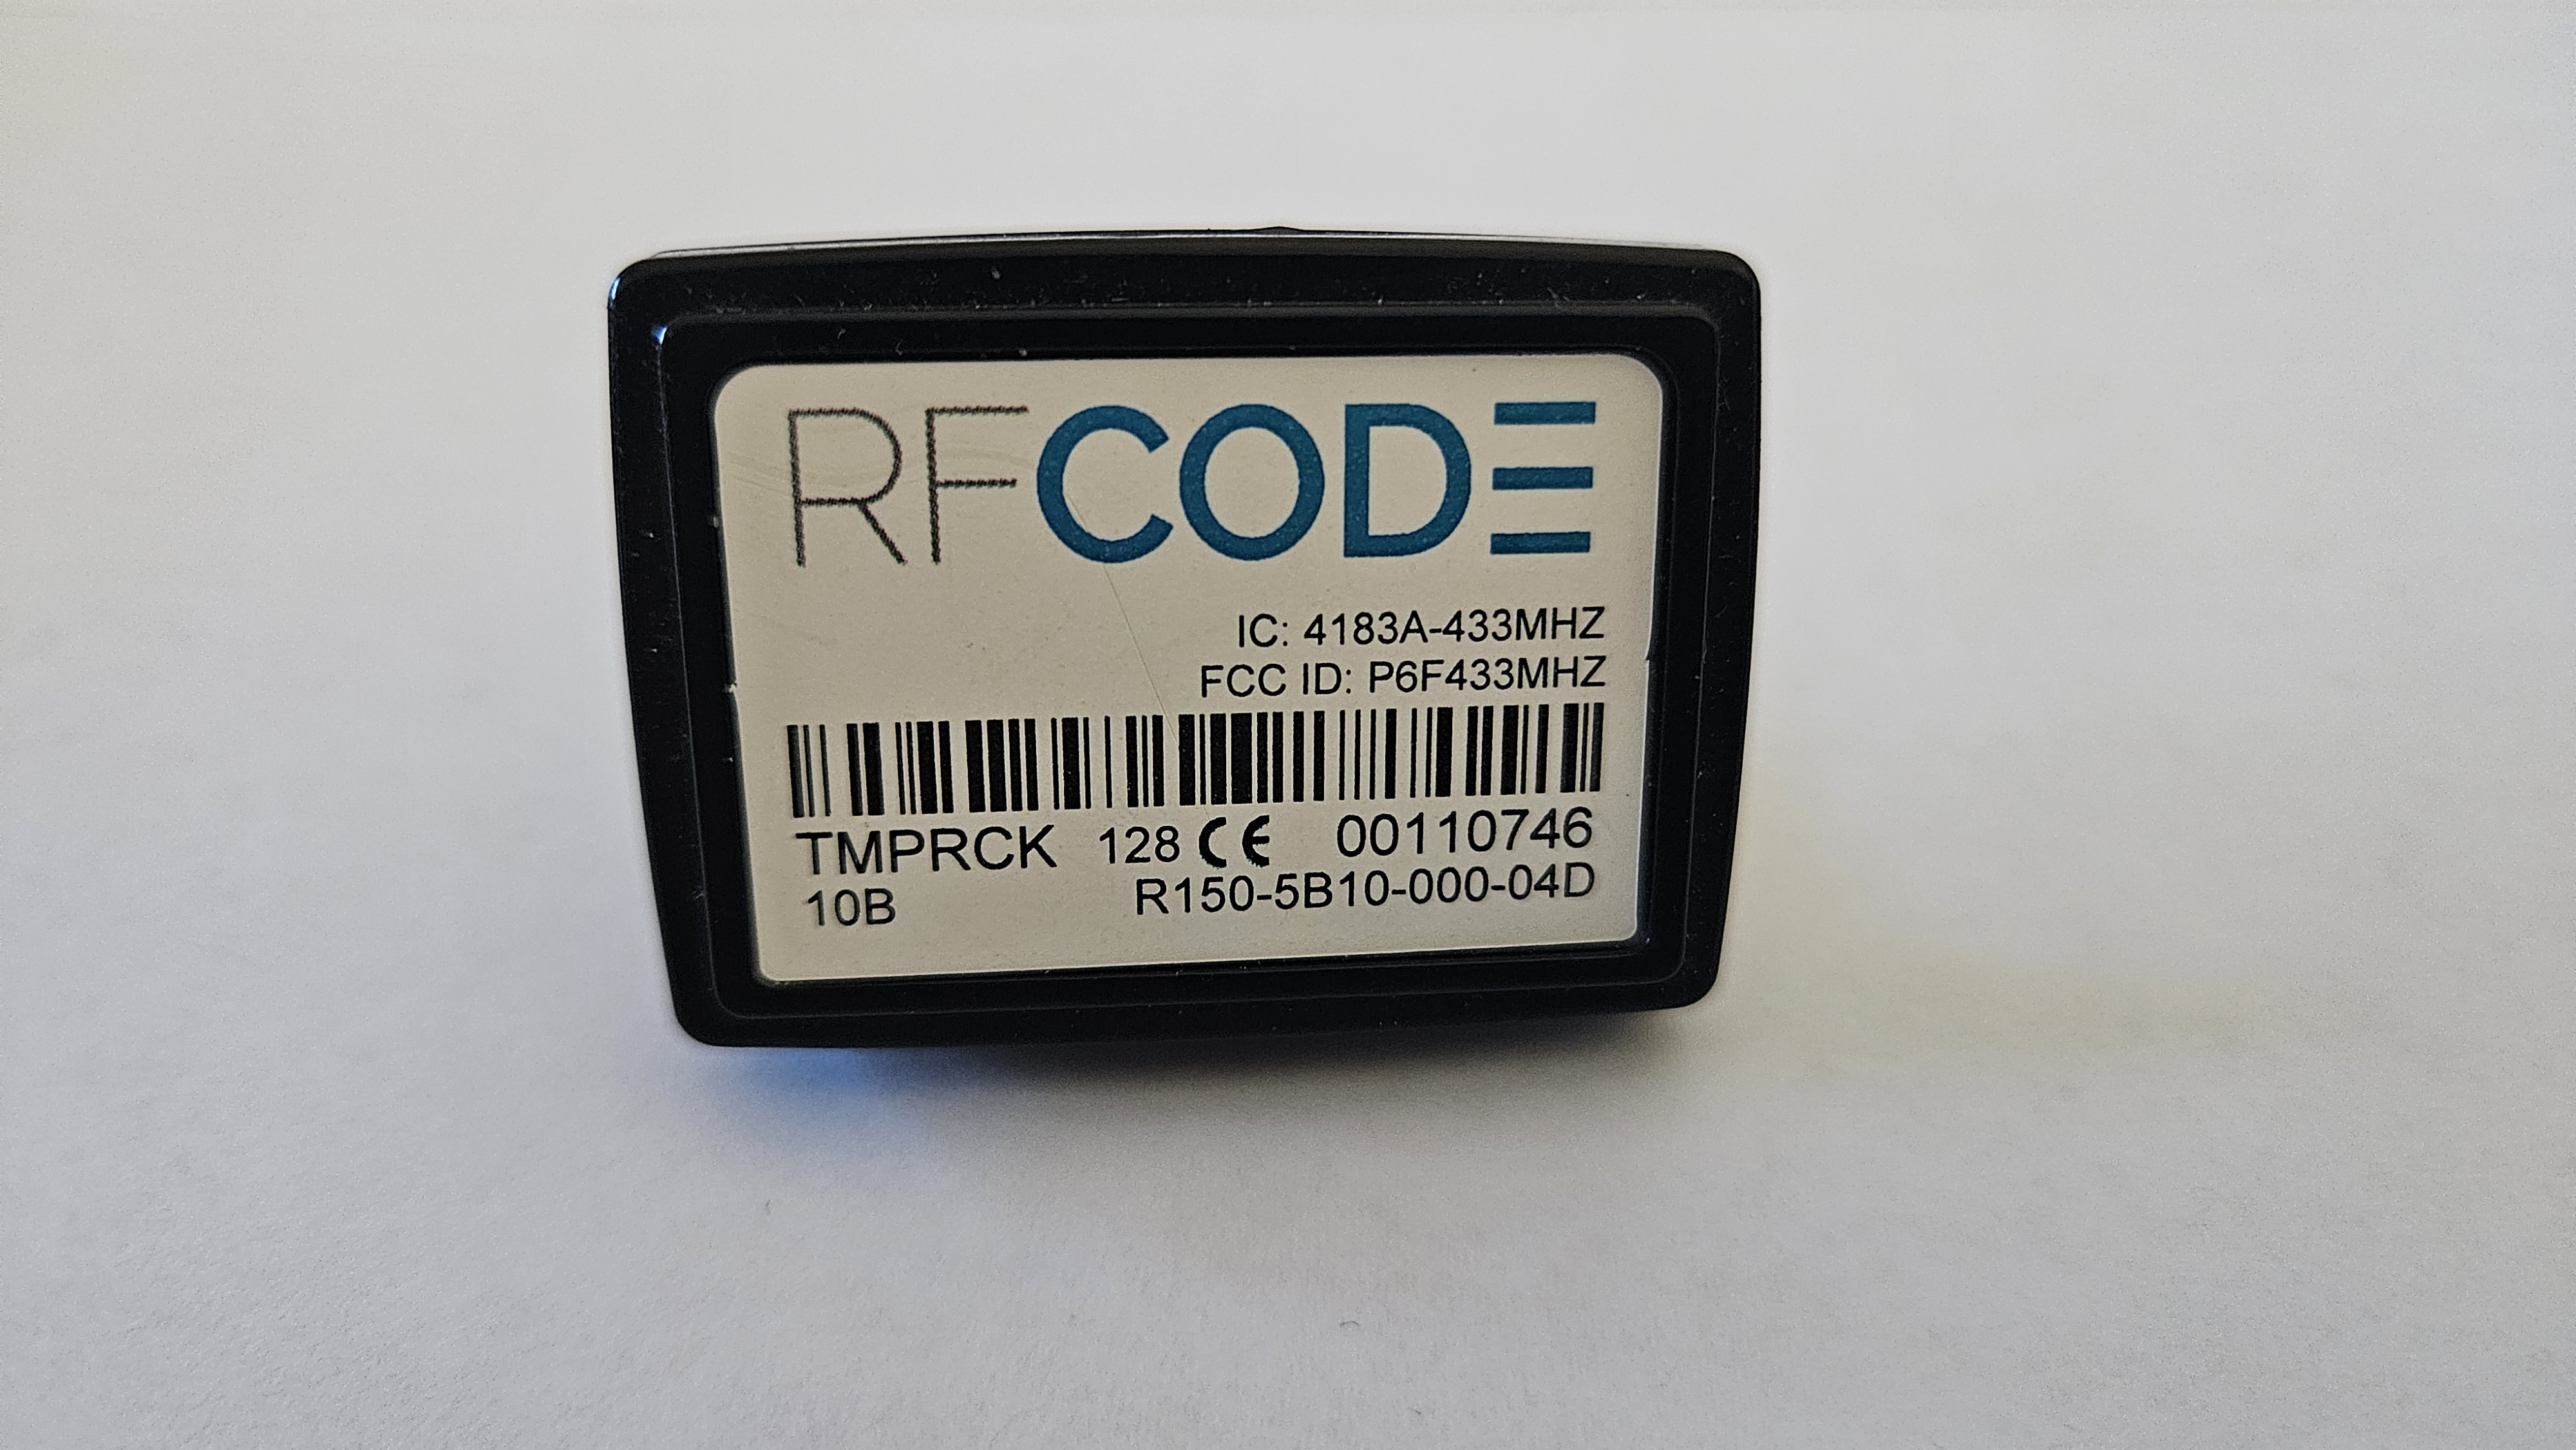 RFCODE
IC: 4183A-433MHZ
FCC ID: P6F433MHZ
TMPRCK 128 CE 00110746
10B R150-5B10-000-04D